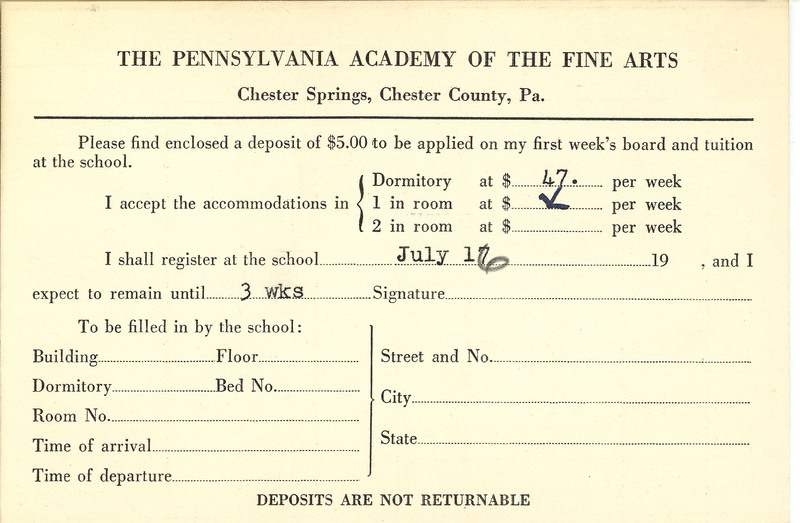 THE PENNSYLVANIA ACADEMY OF THE FINE ARTS
Chester Springs, Chester County, Pa.
Please find enclosed a deposit of $5.00 to be applied on my first week's board and tuition
at the school.
I accept the accommodations in
Dormitory at $ 47. per week
1 in room at $ ✓ per week
2 in room at $ per week
I shall register at the school July 16 19 , and I
expect to remain until 3 wks Signature
To be filled in by the school:
Building Floor
Dormitory Bed No.
Room No.
Time of arrival
Time of departure
Street and No.
City
State
DEPOSITS ARE NOT RETURNABLE